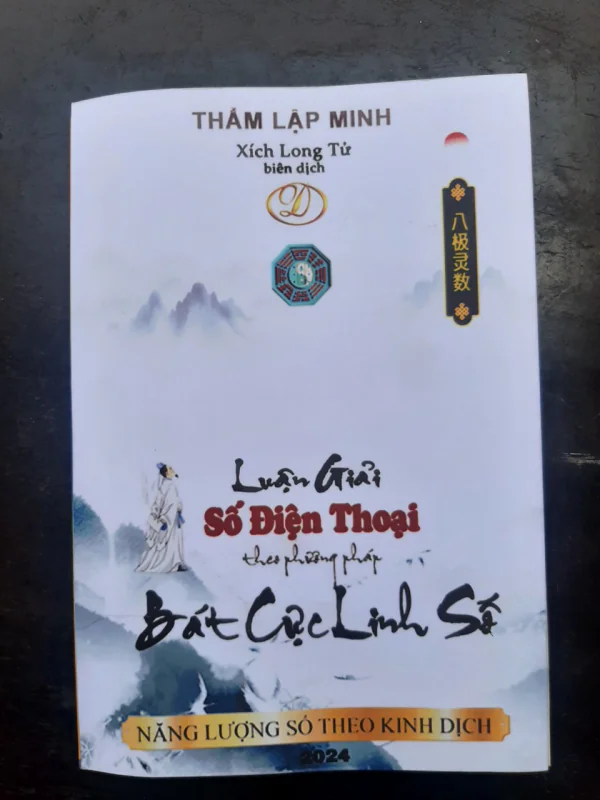 THẨM LẬP MINH
Xích Long Tử
biên dịch
D
八极灵数
Luận Giải
Số Điện Thoại
theo phương pháp
Bát Cực Linh Số
NĂNG LƯỢNG SỐ THEO KINH DỊCH
2024